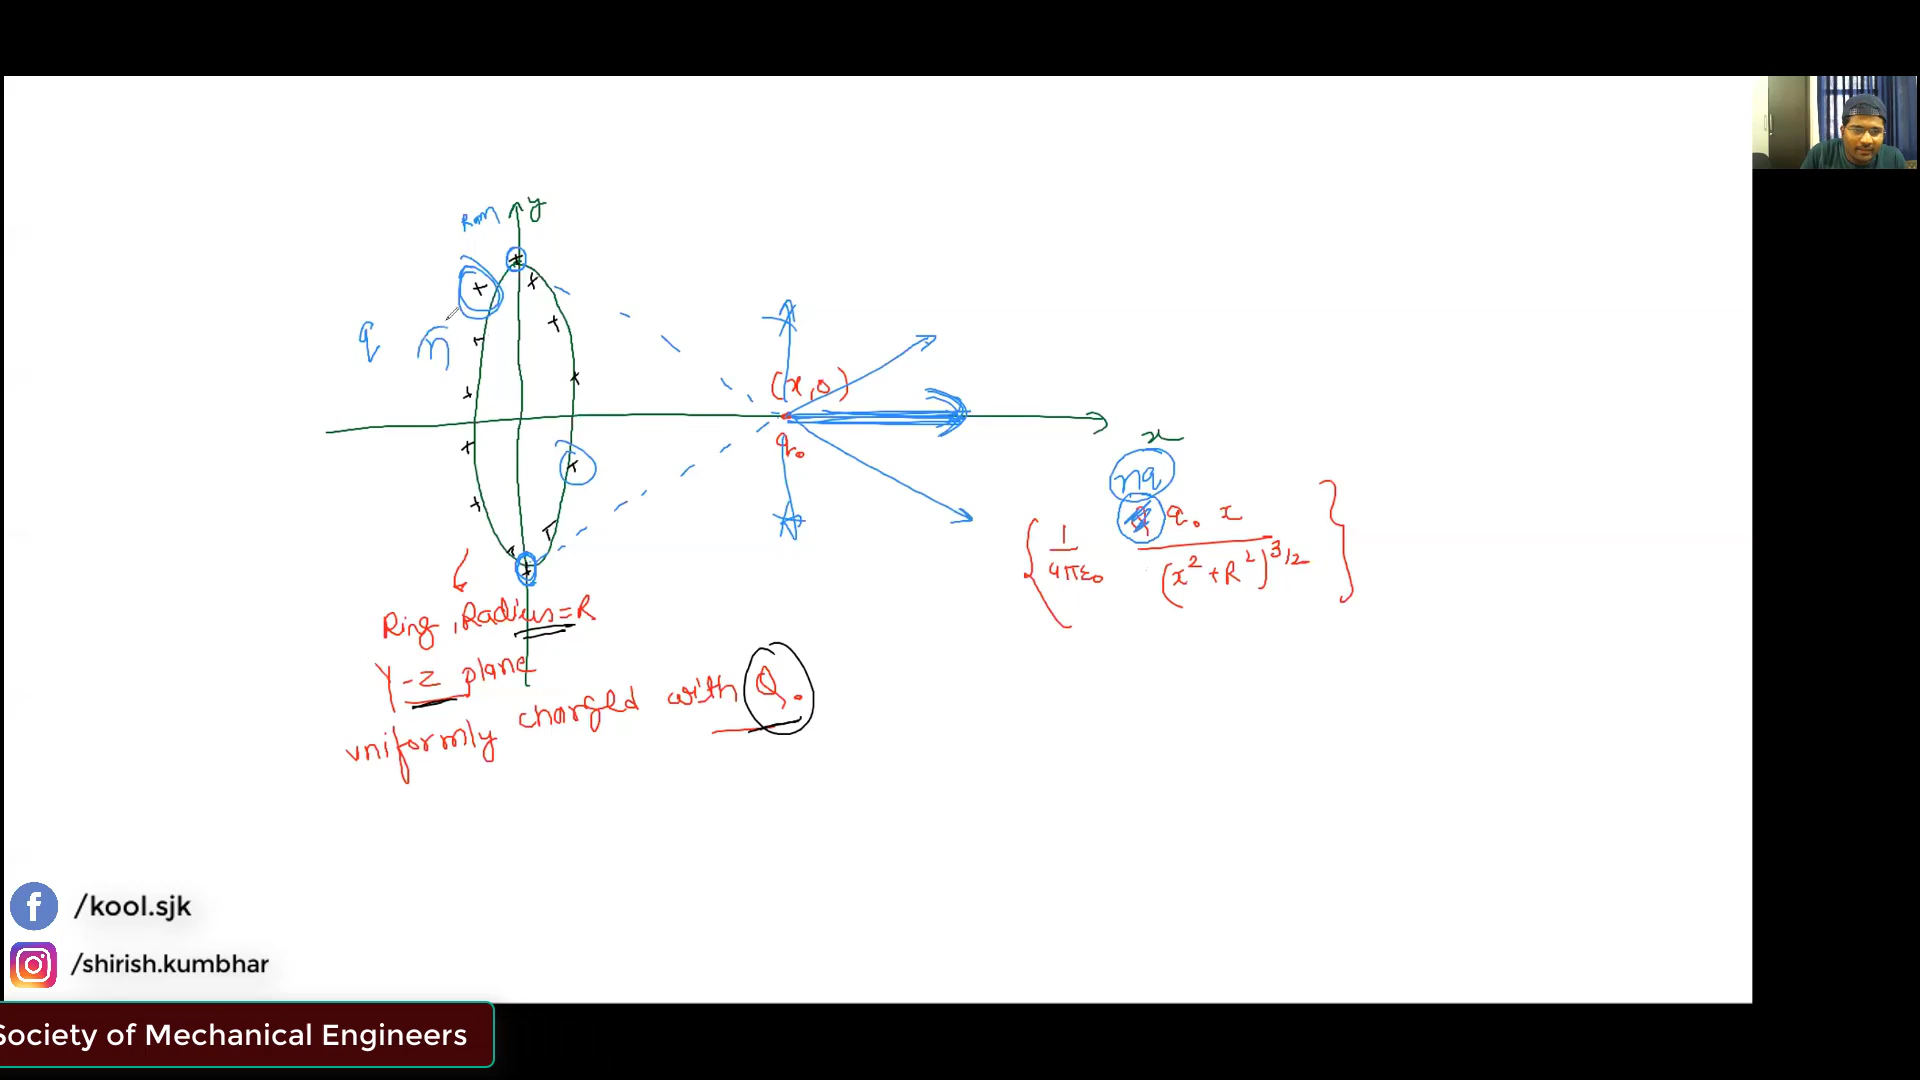 y
q n
(x,0)
q₀
x
nq
{ 1/4πε₀ q₀ x/(x²+R²)^3/2 }
Ring, Radius=R
Y-Z plane
uniformly charged with Q.
/kool.sjk
/shirish.kumbhar
Society of Mechanical Engineers